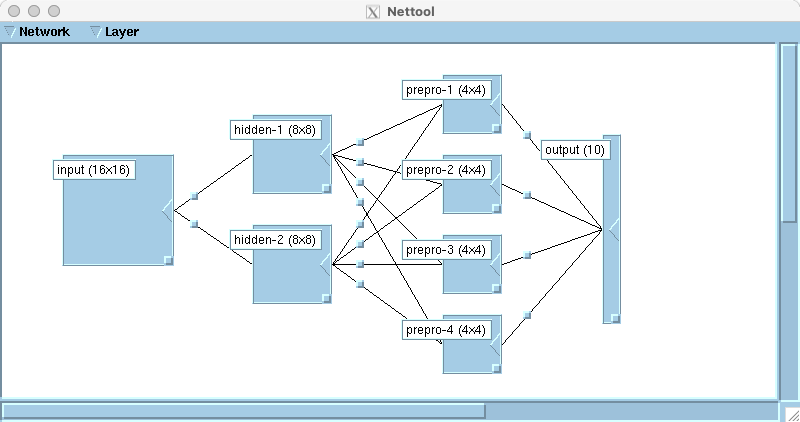 Nettool
Network
Layer
prepro-1 (4x4)
hidden-1 (8x8)
output (10)
input (16x16)
prepro-2 (4x4)
hidden-2 (8x8)
prepro-3 (4x4)
prepro-4 (4x4)